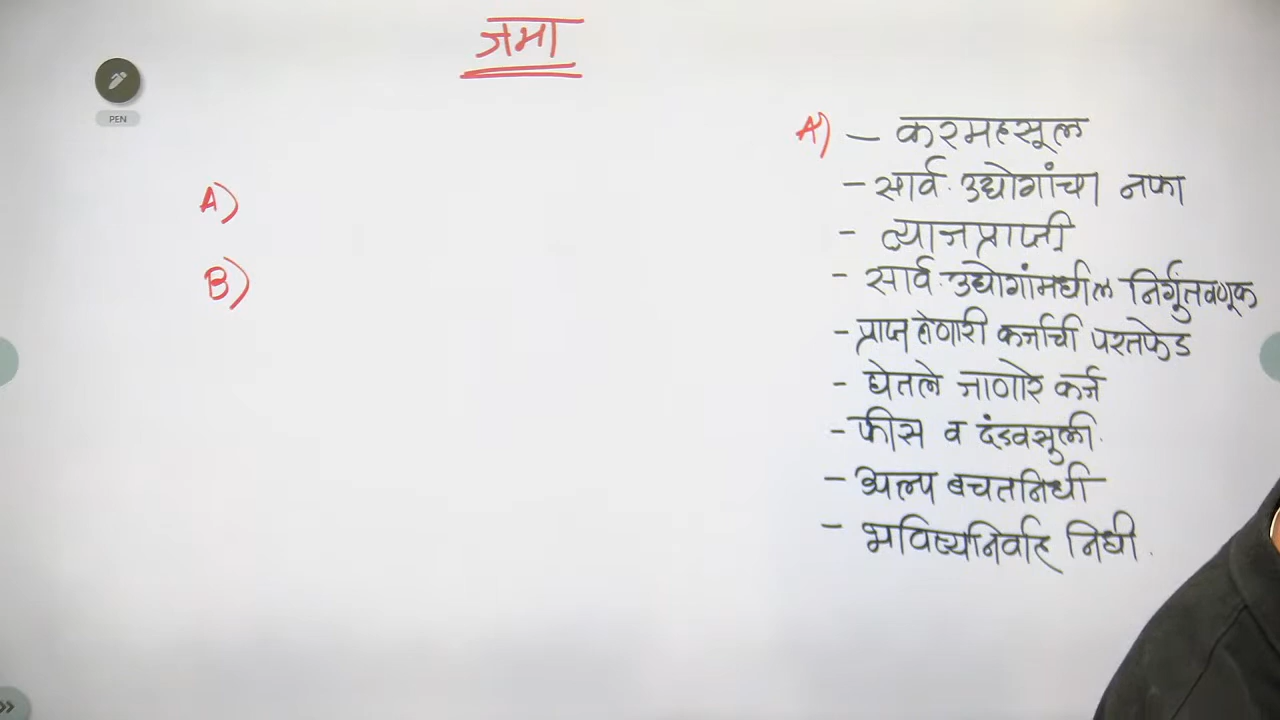 जमा
PEN
A)
B)
A) – करमहसूल
- सार्व. उद्योगांचा नफा
- व्याजप्राप्ती
- सार्व. उद्योगांमधील निर्गुंतवणूक
- प्राप्त होणारी कर्जाची परतफेड
- घेतले जाणारे कर्ज
- फीस व दंडवसुली.
- अल्प बचतनिधी
- भविष्यनिर्वाह निधी.